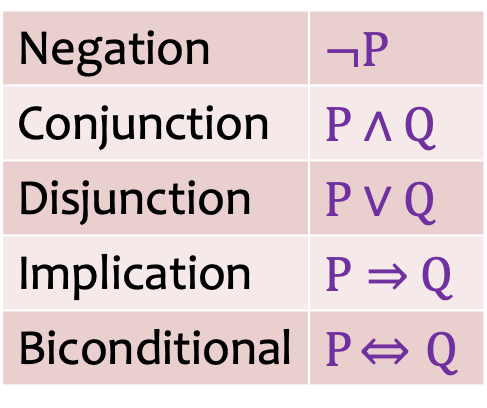 Negation ¬P
Conjunction P ∧ Q
Disjunction P ∨ Q
Implication P ⇒ Q
Biconditional P ⇔ Q